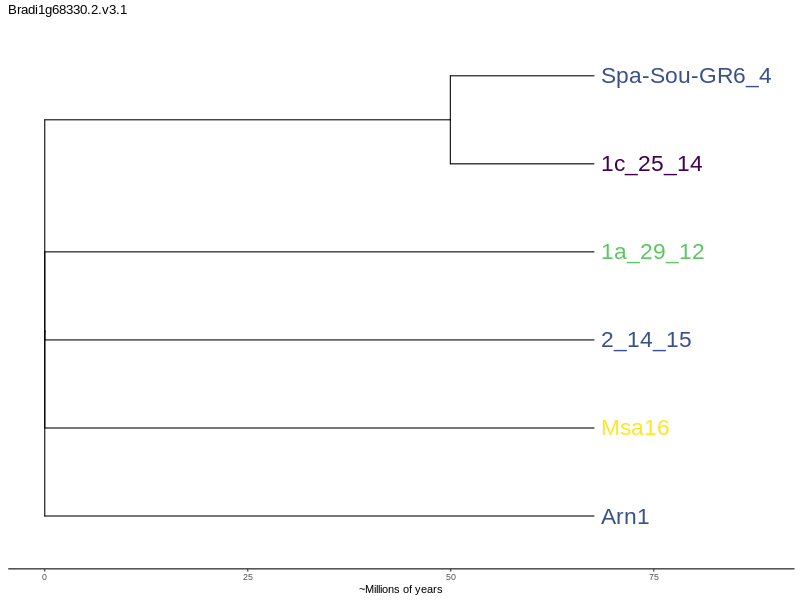 Bradi1g68330.2.v3.1
Spa-Sou-GR6_4
1c_25_14
1a_29_12
2_14_15
Msa16
Arn1
0 25 50 75
~Millions of years